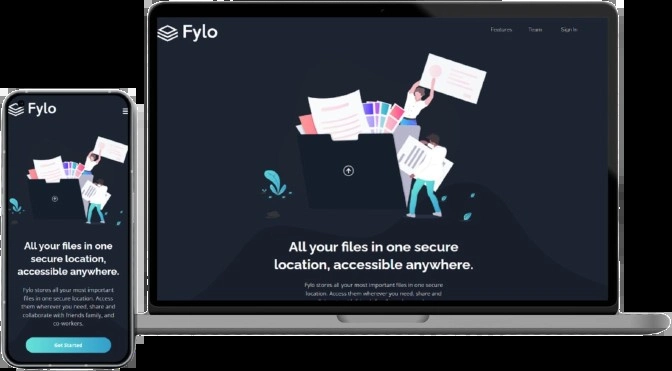 Fylo
All your files in one
secure location,
accessible anywhere.
Fylo stores all your most important
files in one secure location. Access
them wherever you need, share and
collaborate with friends family, and
co-workers.
Get Started
Fylo
Features Team Sign In
All your files in one secure
location, accessible anywhere.
Fylo stores all your most important files in one secure
location. Access them wherever you need, share and